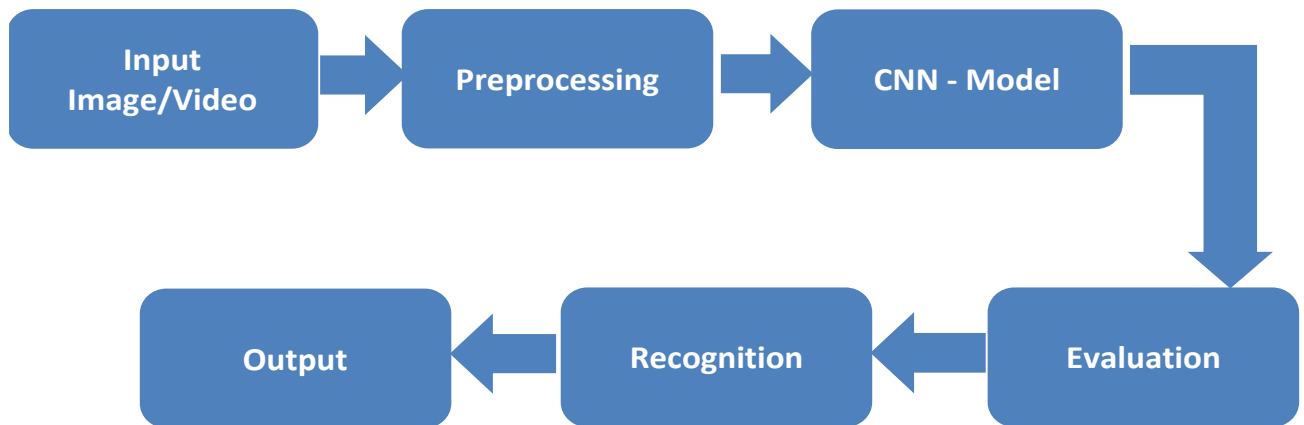 Input
Image/Video
Preprocessing
CNN - Model
Evaluation
Recognition
Output